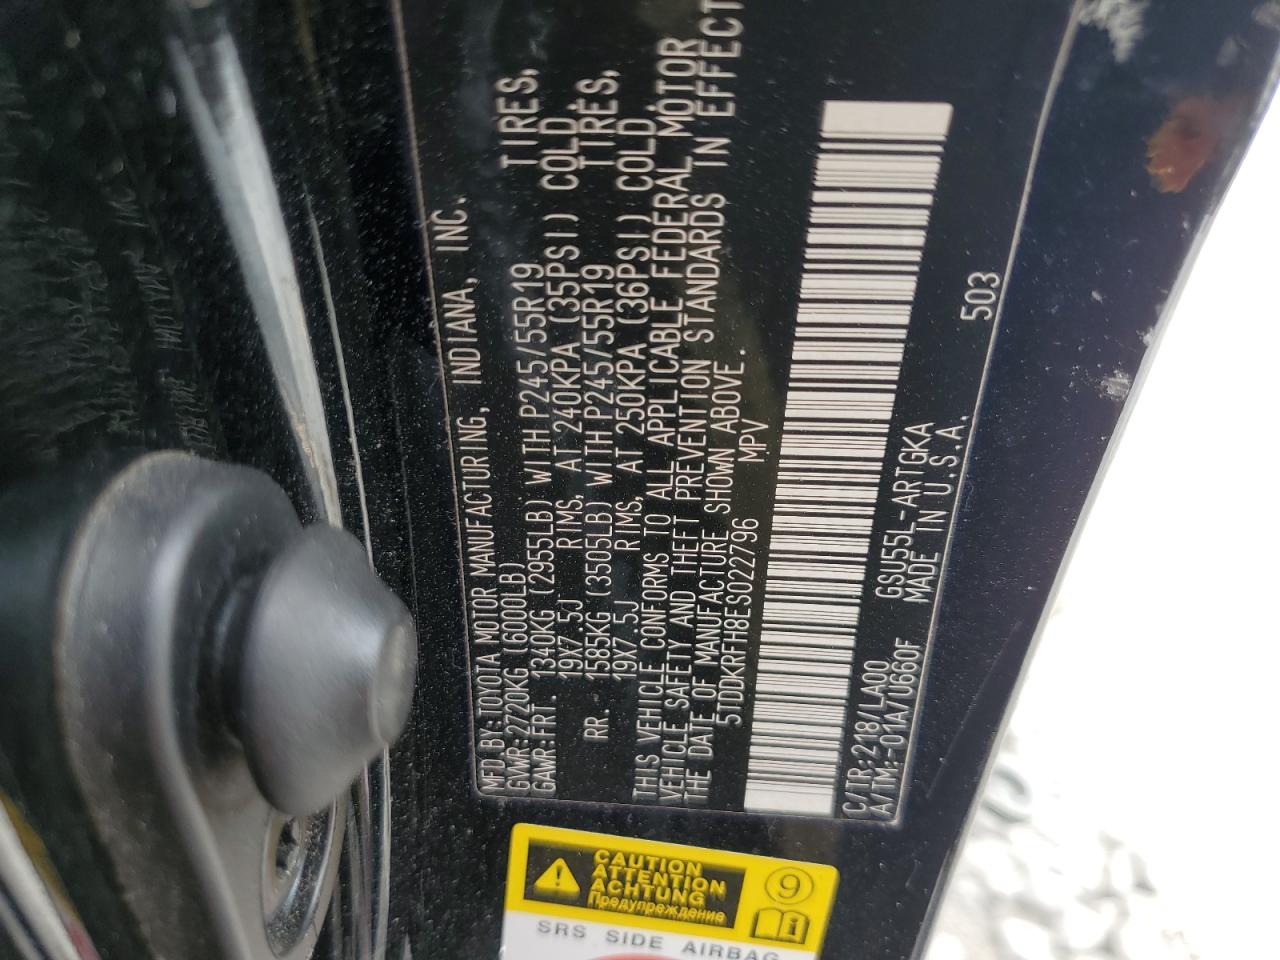 MFD BY: TOYOTA MOTOR MANUFACTURING, INDIANA, INC.
GVWR:2720KG (6000LB)
GAWR:FRT. 1340KG (2955LB) WITH P245/55R19 TIRES,
19X7.5J RIMS, AT 240KPA (35PSI) COLD,
RR. 1585KG (3505LB) WITH P245/55R19 TIRES,
19X7.5J RIMS, AT 250KPA (36PSI) COLD.
THIS VEHICLE CONFORMS TO ALL APPLICABLE FEDERAL MOTOR
VEHICLE SAFETY AND THEFT PREVENTION STANDARDS IN EFFECT
THE DATE OF MANUFACTURE SHOWN ABOVE.
5TDDKRFH8ES022796 MPV
C/TR:218/LA00 GSU55L-ARTGKA
A/TM:-01A/U660F MADE IN U.S.A.
503
CAUTION
ATTENTION
ACHTUNG
Предупреждение
9
SRS SIDE AIRBAG